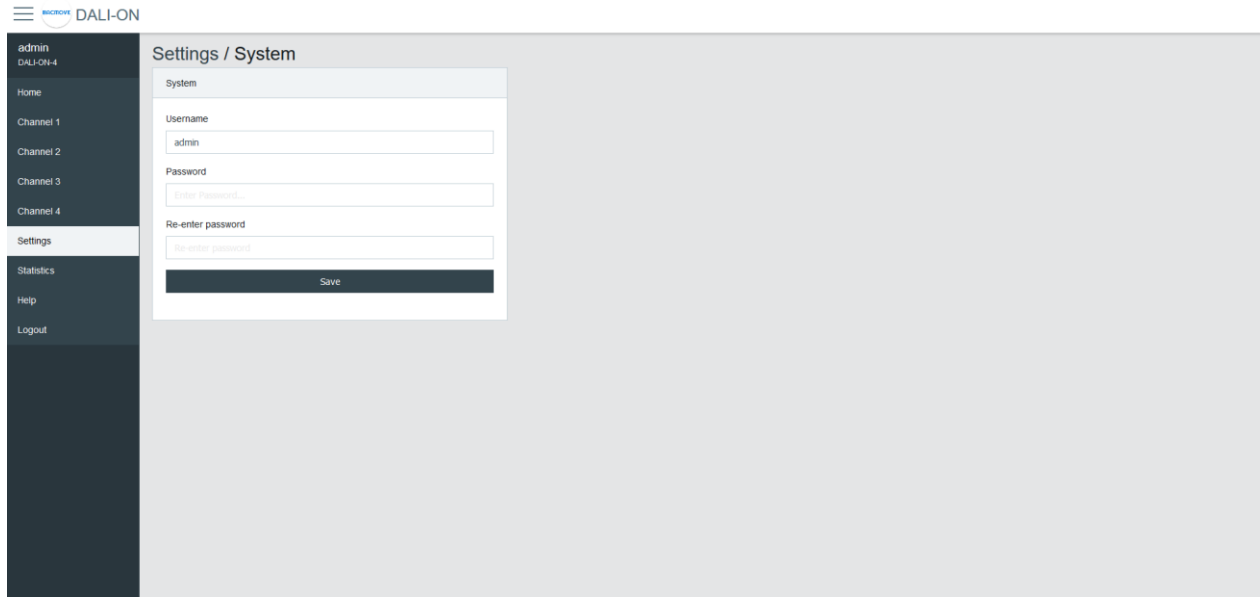 DALI-ON
admin
DALI-ON-4
Home
Channel 1
Channel 2
Channel 3
Channel 4
Settings
Statistics
Help
Logout
Settings / System
System
Username
admin
Password
Enter Password...
Re-enter password
Re-enter password
Save